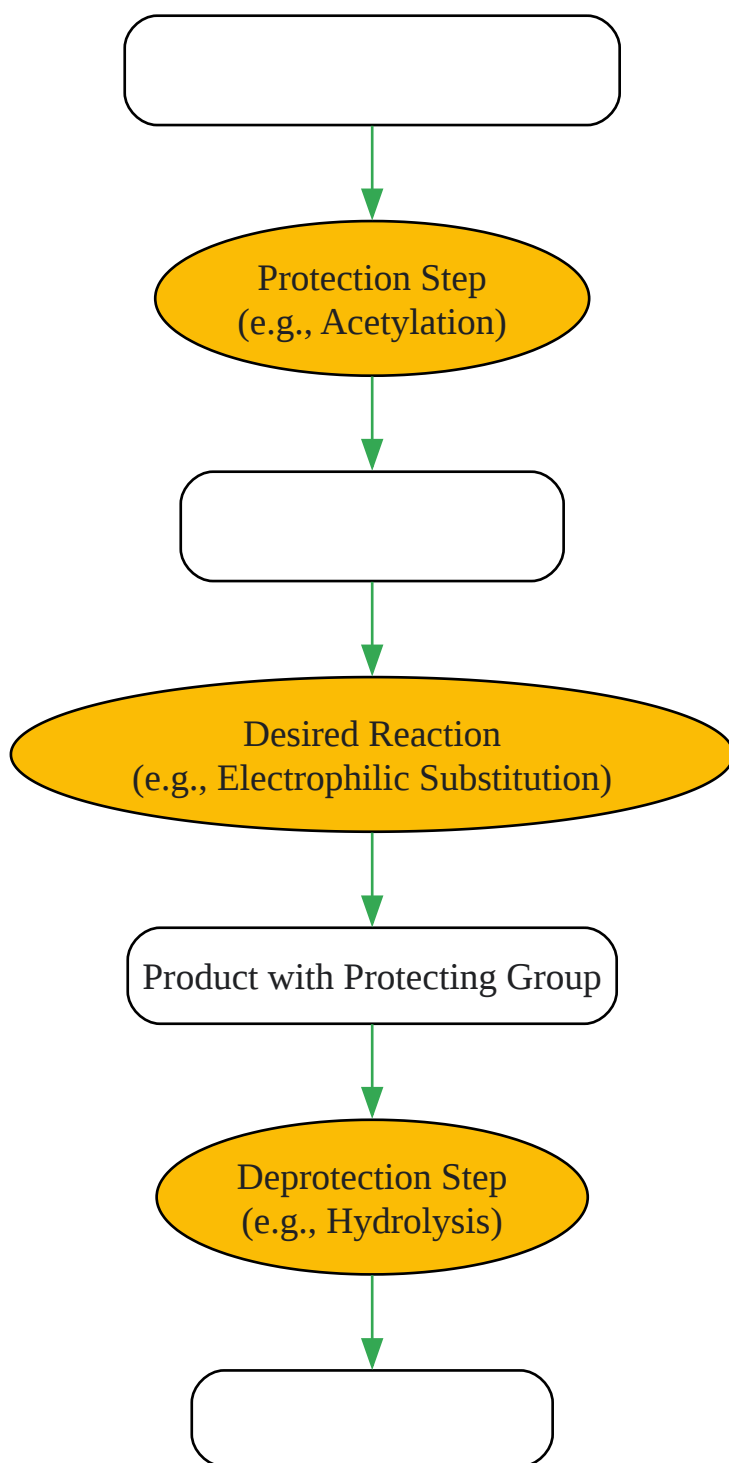 Protection Step
(e.g., Acetylation)
Desired Reaction
(e.g., Electrophilic Substitution)
Product with Protecting Group
Deprotection Step
(e.g., Hydrolysis)